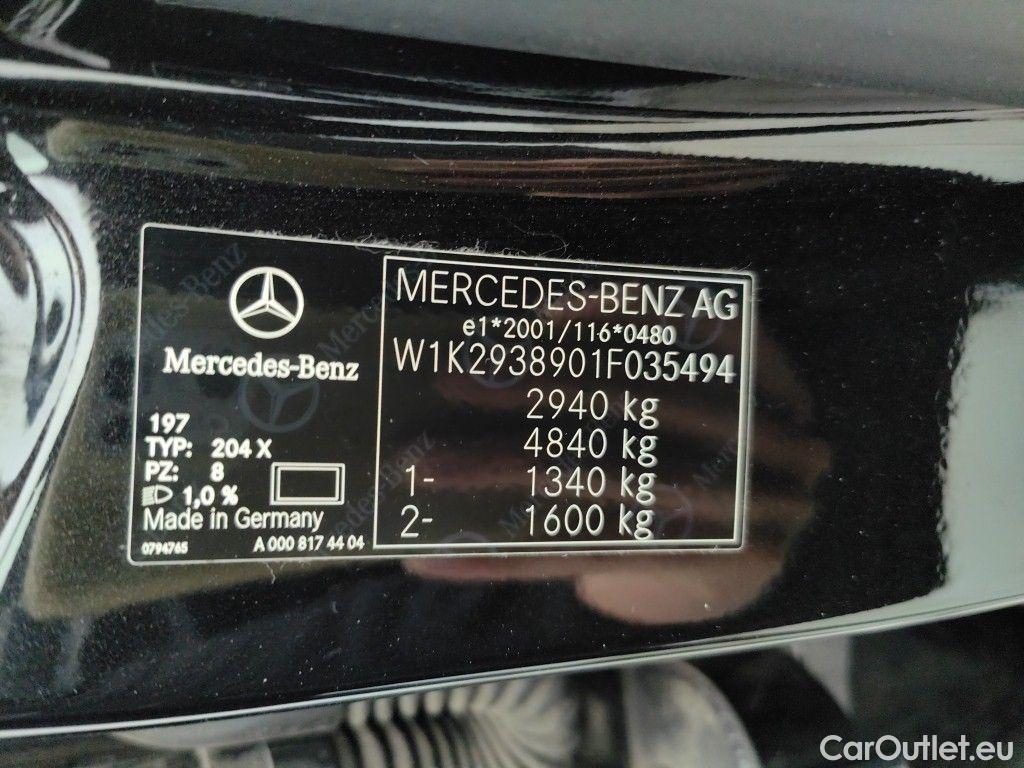 Mercedes-Benz
197
TYP: 204 X
PZ: 8
1,0 %
Made in Germany
0794765 A 000 817 44 04
MERCEDES-BENZ AG
e1*2001/116*0480
W1K2938901F035494
2940 kg
4840 kg
1- 1340 kg
2- 1600 kg
CarOutlet.eu